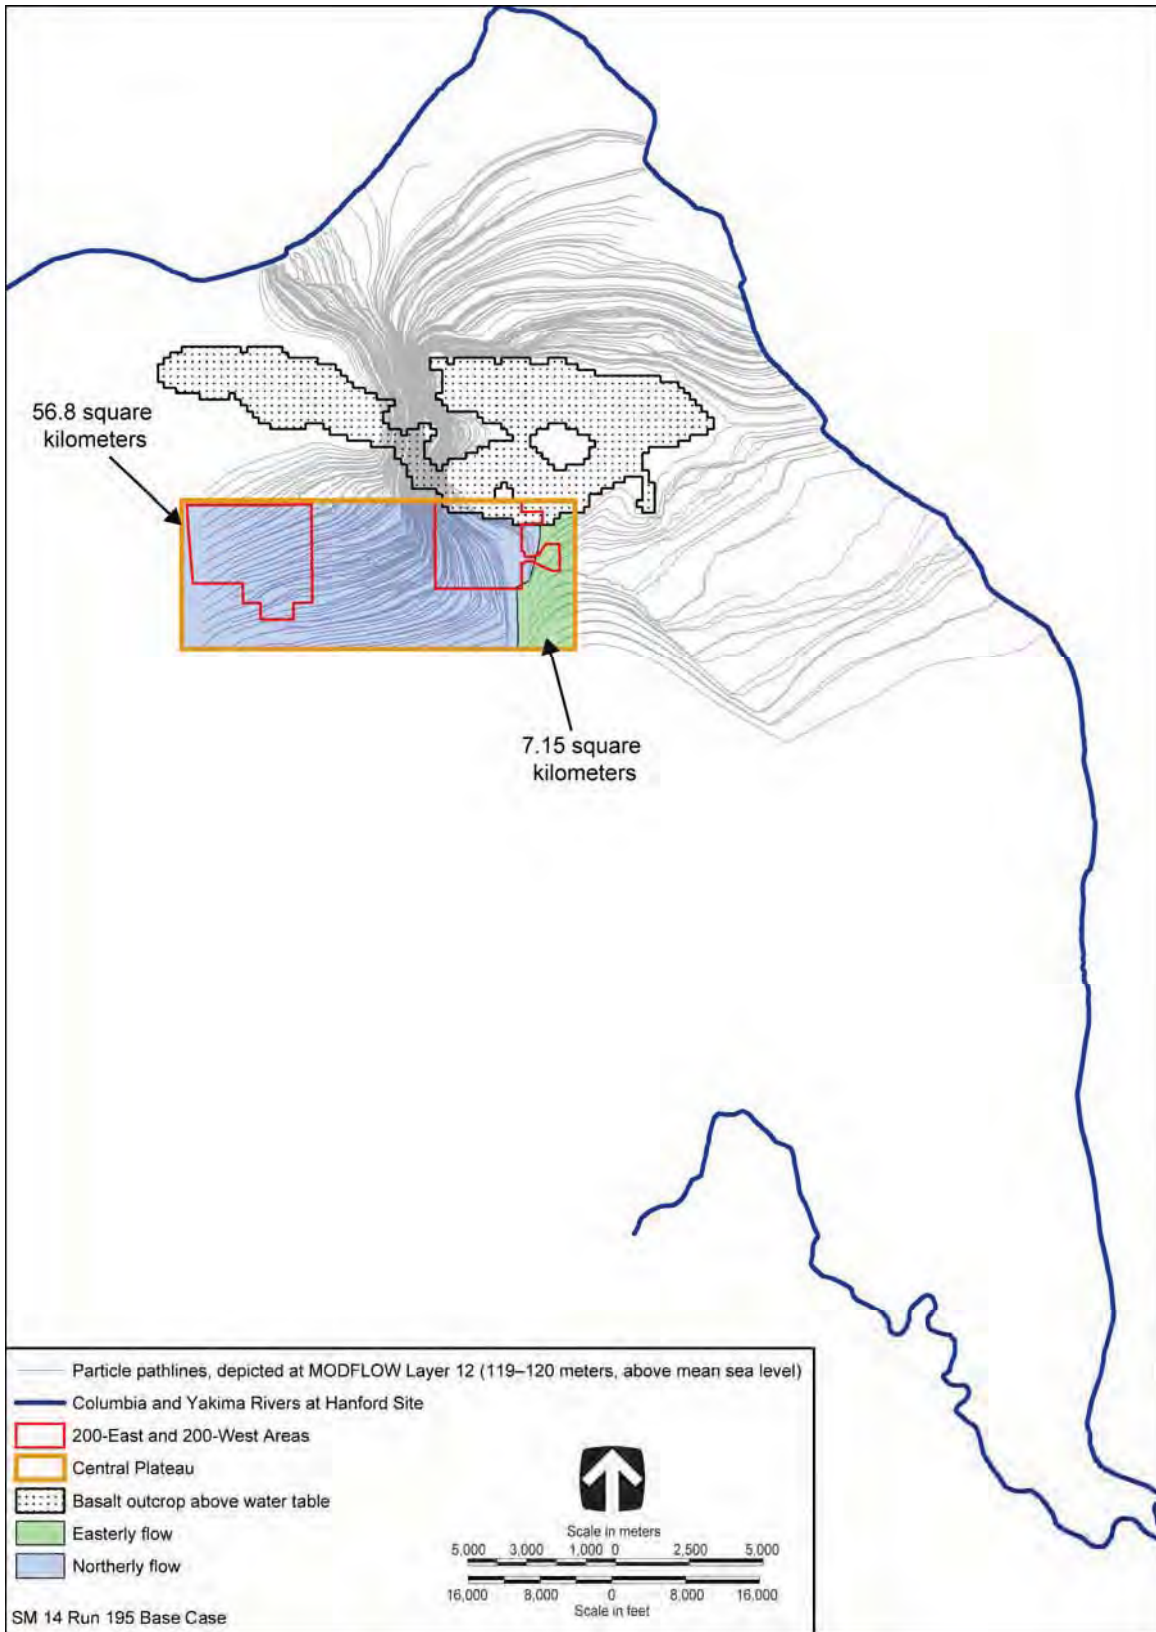 56.8 square
kilometers
7.15 square
kilometers
Particle pathlines, depicted at MODFLOW Layer 12 (119–120 meters, above mean sea level)
Columbia and Yakima Rivers at Hanford Site
200-East and 200-West Areas
Central Plateau
Basalt outcrop above water table
Easterly flow
Northerly flow
Scale in meters
5,000 3,000 1,000 0 2,500 5,000
16,000 8,000 0 8,000 16,000
Scale in feet
SM 14 Run 195 Base Case